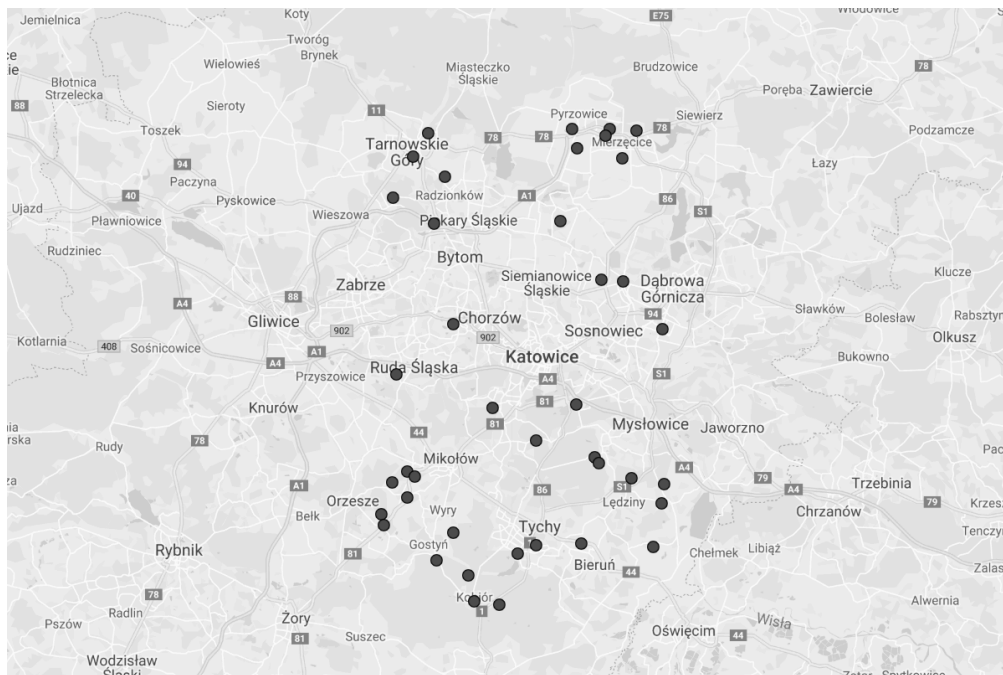 Koty
E75
Włodowice
Jemielnica
Tworóg
Brynek
Wielowieś
Miasteczko
Śląskie
Brudzowice
78
Błotnica
Strzelecka
Poręba
Zawiercie
88
Sieroty
11
Pyrzowice
Siewierz
Toszek
78
78
Podzamcze
Tarnowskie
Góry
Mierzęcice
94
Łazy
Paczyna
40
Pyskowice
Radzionków
A1
86
Ujazd
Pławniowice
Wieszowa
Piekary Śląskie
S1
Rudziniec
Bytom
Klucze
Zabrze
Siemianowice
Śląskie
Dąbrowa
Górnicza
88
A4
94
Sławków
Gliwice
Chorzów
Bolesław
902
Sosnowiec
902
Kotlarnia
408
Sośnicowice
A1
Katowice
Olkusz
Bukowno
A4
Przyszowice
Ruda Śląska
A4
S1
Knurów
81
81
Mysłowice
Jaworzno
44
78
Rudy
Mikołów
A4
79
Trzebinia
A1
86
S1
A4
79
Orzesze
Lędziny
Chrzanów
Bełk
Wyry
Tychy
Rybnik
81
Gostyń
Chełmek
Libiąż
Bieruń
44
78
Kobiór
Alwernia
Radlin
1
Pszów
Żory
81
Suszec
Oświęcim
44
Wisła
Wodzisław